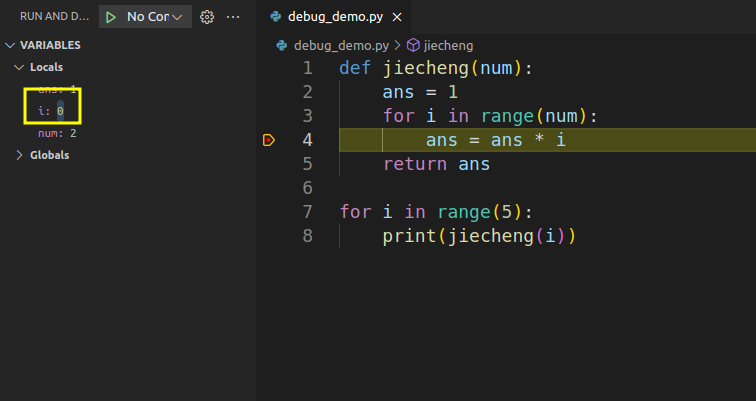 RUN AND D...
No Cor
VARIABLES
Locals
ans: 1
i: 0
num: 2
Globals
debug_demo.py
debug_demo.py > jiecheng
1 def jiecheng(num):
2 ans = 1
3 for i in range(num):
4 ans = ans * i
5 return ans
6
7 for i in range(5):
8 print(jiecheng(i))